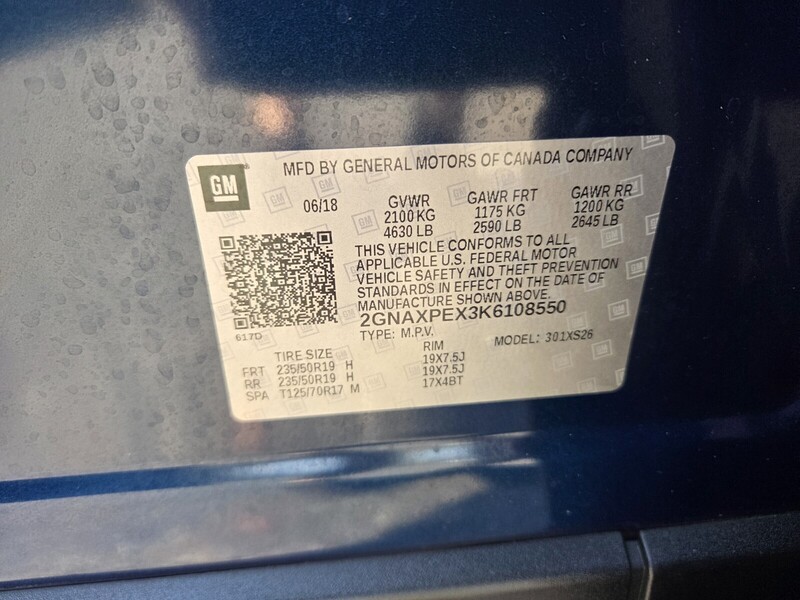 MFD BY GENERAL MOTORS OF CANADA COMPANY
GM
06/18
GVWR GAWR FRT GAWR RR
2100 KG 1175 KG 1200 KG
4630 LB 2590 LB 2645 LB
THIS VEHICLE CONFORMS TO ALL
APPLICABLE U.S. FEDERAL MOTOR
VEHICLE SAFETY AND THEFT PREVENTION
STANDARDS IN EFFECT ON THE DATE OF
MANUFACTURE SHOWN ABOVE.
2GNAXPEX3K6108550
617D
TYPE: M.P.V. MODEL: 301XS26
TIRE SIZE RIM
FRT 235/50R19 H 19X7.5J
RR 235/50R19 H 19X7.5J
SPA T125/70R17 M 17X4BT